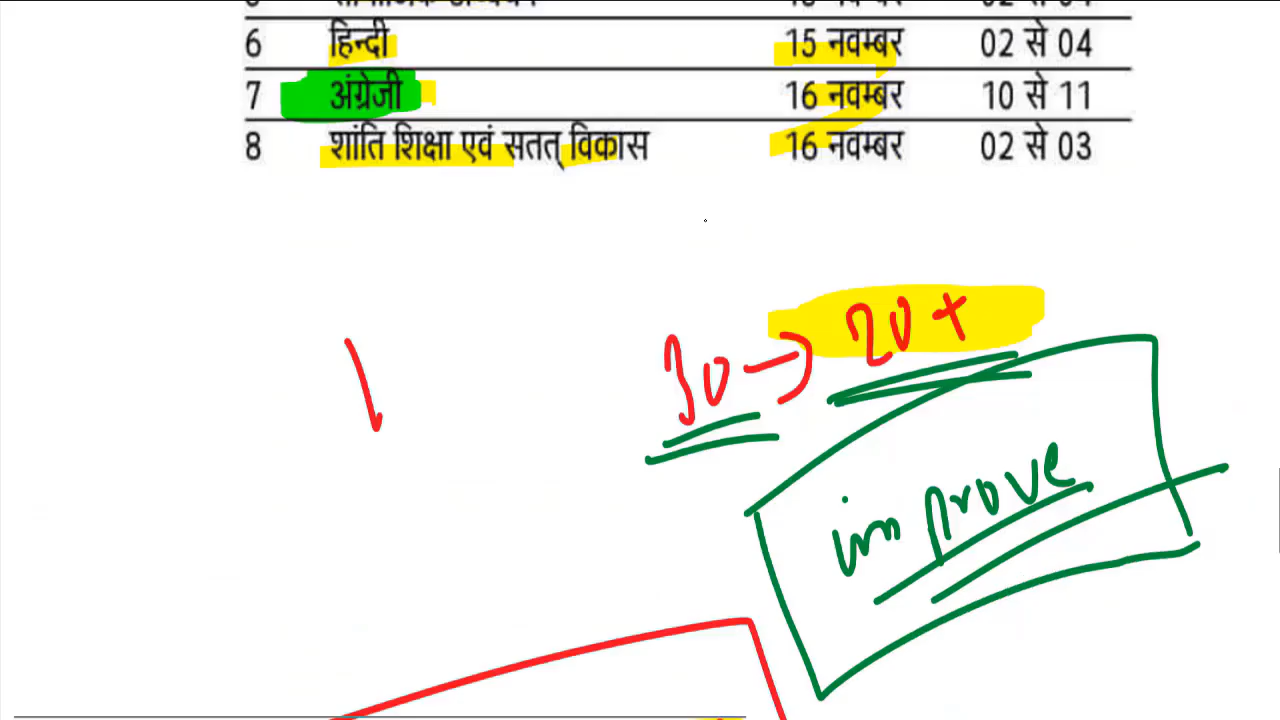 6 हिन्दी 15 नवम्बर 02 से 04
7 अंग्रेजी 16 नवम्बर 10 से 11
8 शांति शिक्षा एवं सतत् विकास 16 नवम्बर 02 से 03
30 → 20+
improve